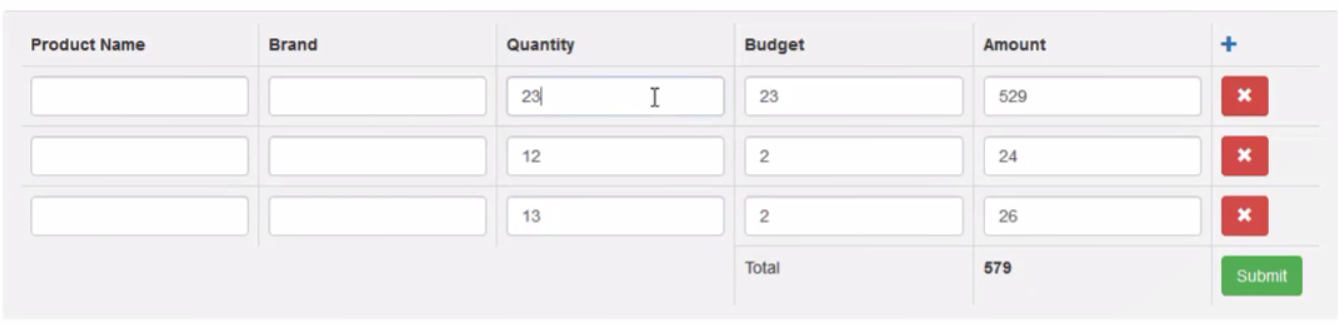 Product Name Brand Quantity Budget Amount +
23 23 529
12 2 24
13 2 26
Total 579 Submit